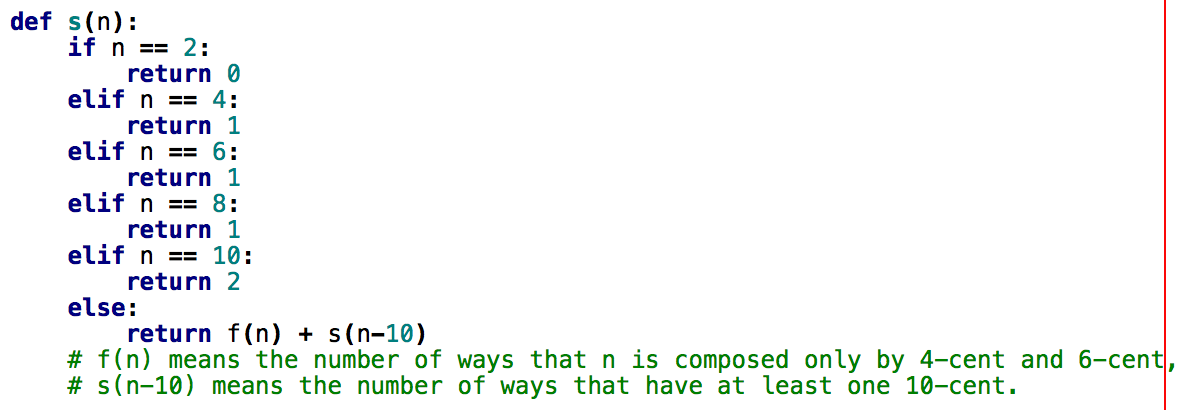 def s(n):
    if n == 2:
        return 0
    elif n == 4:
        return 1
    elif n == 6:
        return 1
    elif n == 8:
        return 1
    elif n == 10:
        return 2
    else:
        return f(n) + s(n-10)
    # f(n) means the number of ways that n is composed only by 4-cent and 6-cent,
    # s(n-10) means the number of ways that have at least one 10-cent.